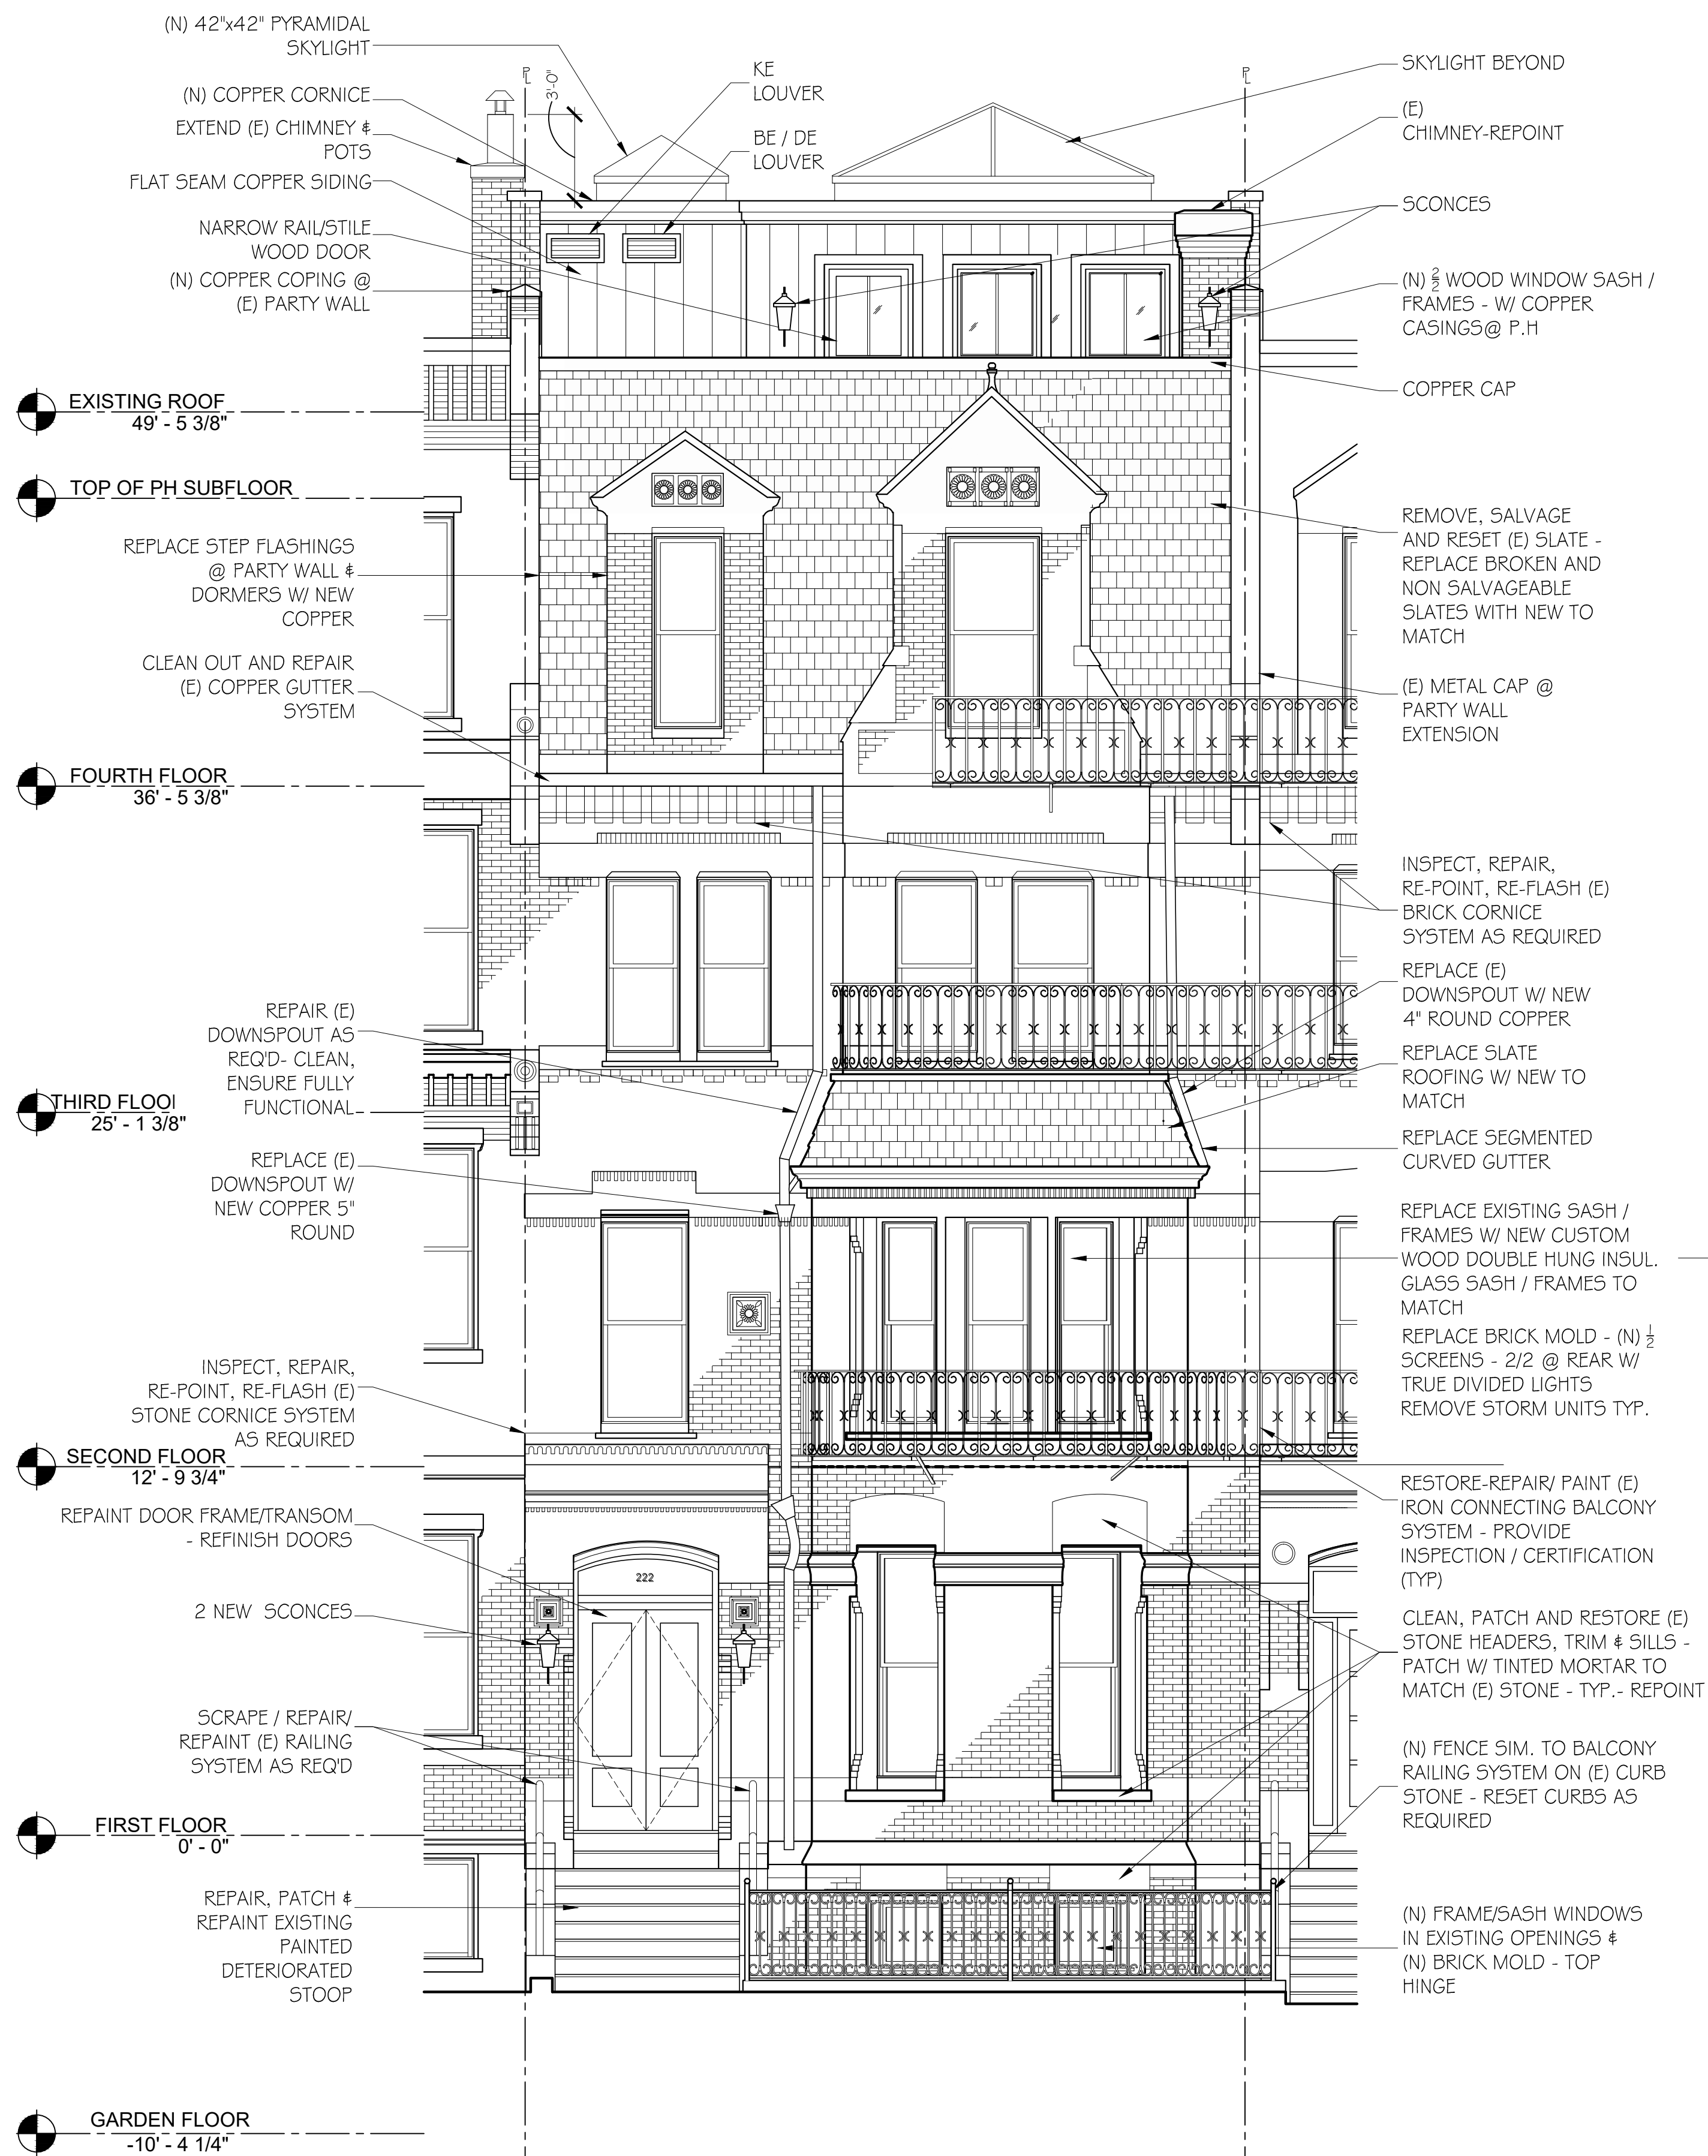 (N) 42"x42" PYRAMIDAL
SKYLIGHT
(N) COPPER CORNICE
EXTEND (E) CHIMNEY &
POTS
FLAT SEAM COPPER SIDING
NARROW RAIL/STILE
WOOD DOOR
(N) COPPER COPING @
(E) PARTY WALL
PL
3'-0"
KE
LOUVER
BE / DE
LOUVER
PL
SKYLIGHT BEYOND
(E)
CHIMNEY-REPOINT
SCONCES
(N) 2/2 WOOD WINDOW SASH /
FRAMES - W/ COPPER
CASINGS@ P.H
COPPER CAP
EXISTING ROOF
49' - 5 3/8"
TOP OF PH SUBFLOOR
REPLACE STEP FLASHINGS
@ PARTY WALL &
DORMERS W/ NEW
COPPER
CLEAN OUT AND REPAIR
(E) COPPER GUTTER
SYSTEM
REMOVE, SALVAGE
AND RESET (E) SLATE -
REPLACE BROKEN AND
NON SALVAGEABLE
SLATES WITH NEW TO
MATCH
(E) METAL CAP @
PARTY WALL
EXTENSION
FOURTH FLOOR
36' - 5 3/8"
INSPECT, REPAIR,
RE-POINT, RE-FLASH (E)
BRICK CORNICE
SYSTEM AS REQUIRED
REPLACE (E)
DOWNSPOUT W/ NEW
4" ROUND COPPER
REPLACE SLATE
ROOFING W/ NEW TO
MATCH
REPLACE SEGMENTED
CURVED GUTTER
REPAIR (E)
DOWNSPOUT AS
REQ'D- CLEAN,
ENSURE FULLY
FUNCTIONAL
THIRD FLOO
25' - 1 3/8"
REPLACE (E)
DOWNSPOUT W/
NEW COPPER 5"
ROUND
REPLACE EXISTING SASH /
FRAMES W/ NEW CUSTOM
WOOD DOUBLE HUNG INSUL.
GLASS SASH / FRAMES TO
MATCH
REPLACE BRICK MOLD - (N) 1/2
SCREENS - 2/2 @ REAR W/
TRUE DIVIDED LIGHTS
REMOVE STORM UNITS TYP.
INSPECT, REPAIR,
RE-POINT, RE-FLASH (E)
STONE CORNICE SYSTEM
AS REQUIRED
SECOND FLOOR
12' - 9 3/4"
REPAINT DOOR FRAME/TRANSOM
- REFINISH DOORS
RESTORE-REPAIR/ PAINT (E)
IRON CONNECTING BALCONY
SYSTEM - PROVIDE
INSPECTION / CERTIFICATION
(TYP)
222
2 NEW SCONCES
CLEAN, PATCH AND RESTORE (E)
STONE HEADERS, TRIM & SILLS -
PATCH W/ TINTED MORTAR TO
MATCH (E) STONE - TYP.- REPOINT
SCRAPE / REPAIR/
REPAINT (E) RAILING
SYSTEM AS REQ'D
(N) FENCE SIM. TO BALCONY
RAILING SYSTEM ON (E) CURB
STONE - RESET CURBS AS
REQUIRED
FIRST FLOOR
0' - 0"
REPAIR, PATCH &
REPAINT EXISTING
PAINTED
DETERIORATED
STOOP
(N) FRAME/SASH WINDOWS
IN EXISTING OPENINGS &
(N) BRICK MOLD - TOP
HINGE
GARDEN FLOOR
-10' - 4 1/4"